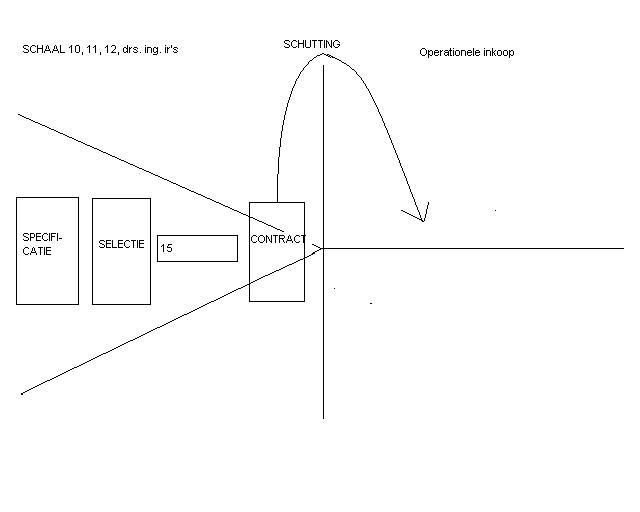 SCHAAL 10, 11, 12, drs. ing. ir's
SCHUTTING
Operationele inkoop
SPECIFI-
CATIE
SELECTIE
15
CONTRACT